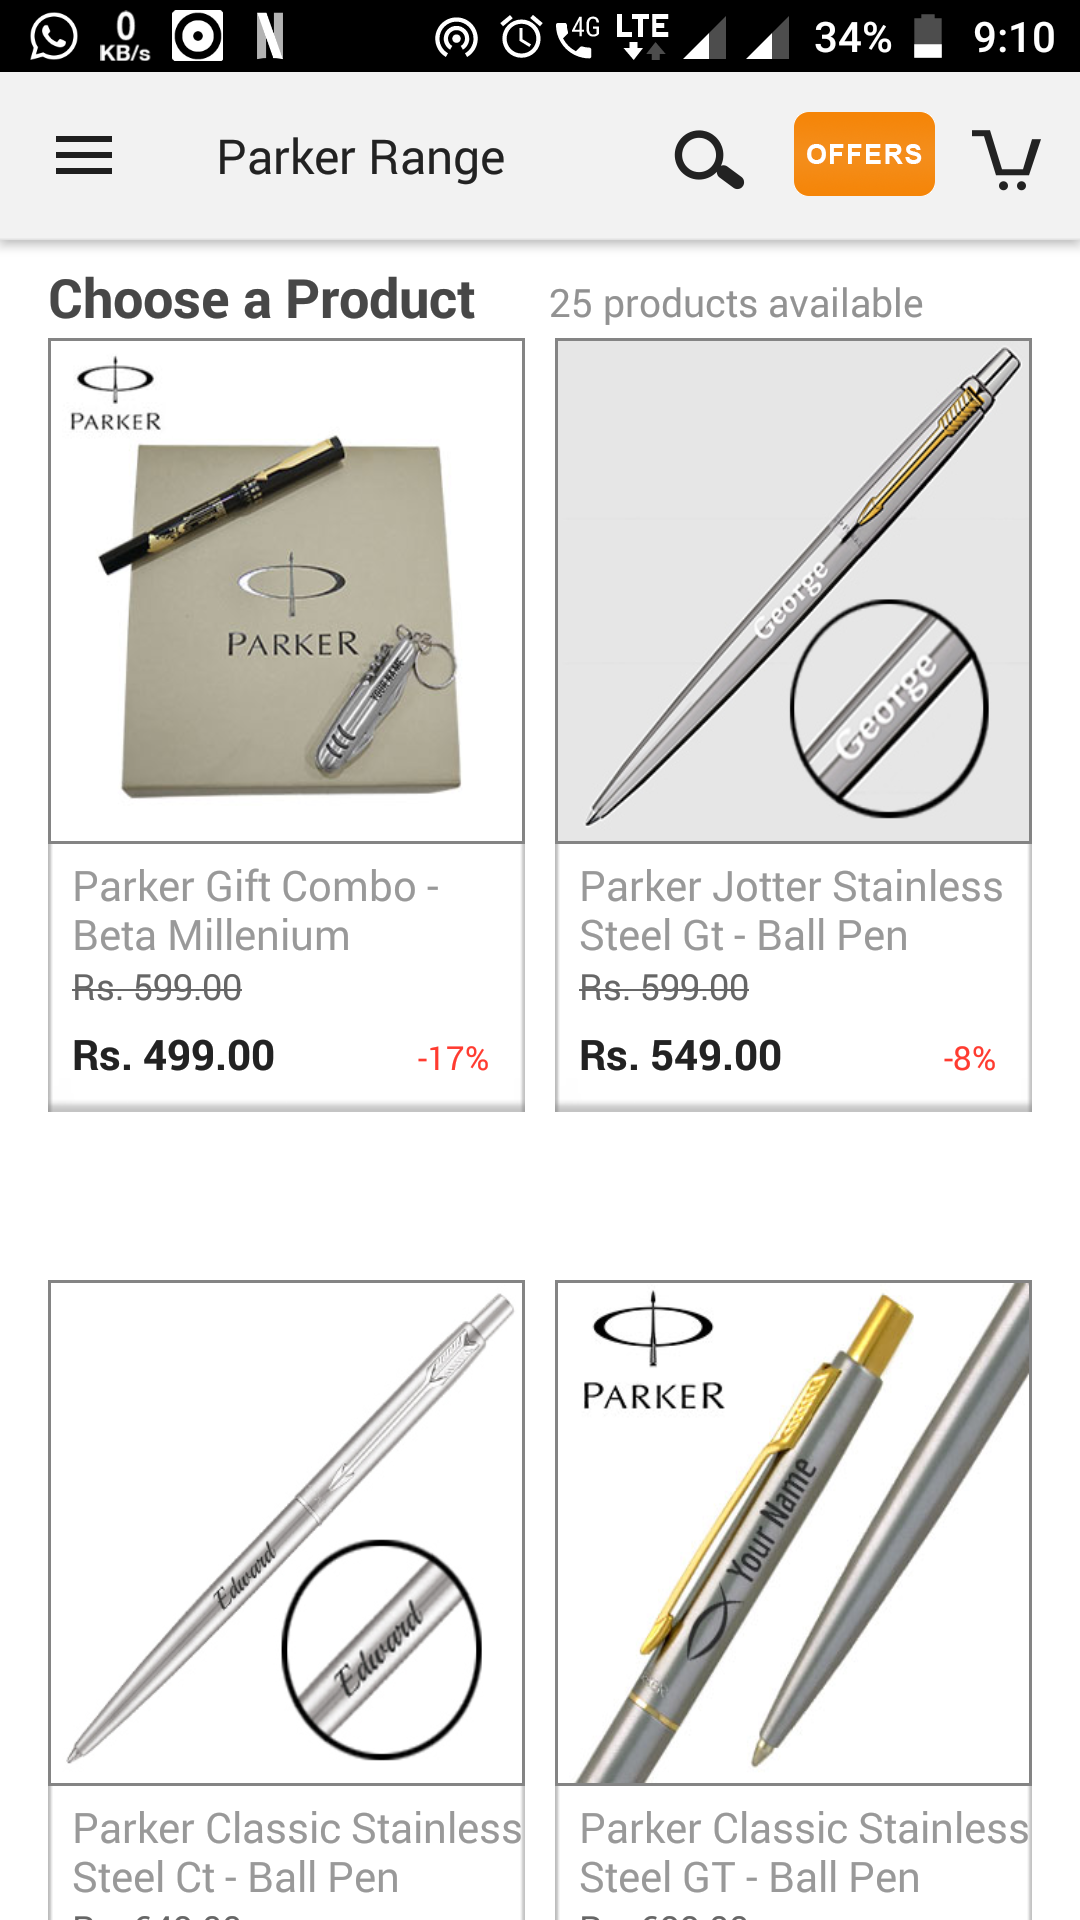 0
KB/s
4G
LTE
34%
9:10
Parker Range
OFFERS
Choose a Product
25 products available
PARKER
PARKER
YOUR NAME
George
George
Parker Gift Combo -
Beta Millenium
Rs. 599.00
Rs. 499.00
-17%
Parker Jotter Stainless
Steel Gt - Ball Pen
Rs. 599.00
Rs. 549.00
-8%
Edward
Edward
PARKER
Your Name
Parker Classic Stainless
Steel Ct - Ball Pen
Parker Classic Stainless
Steel GT - Ball Pen